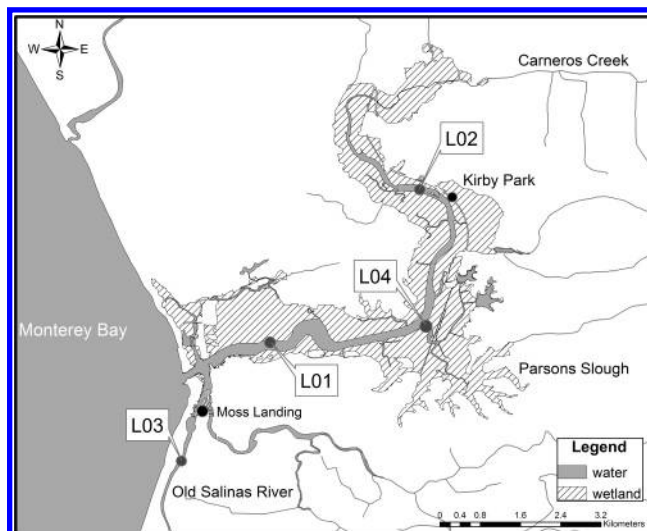 N
W E
S
Carneros Creek
L02
Kirby Park
L04
Monterey Bay
L01
Parsons Slough
Moss Landing
L03
Old Salinas River
Legend
water
wetland
0 0.4 0.8 1.6 2.4 3.2
Kilometers